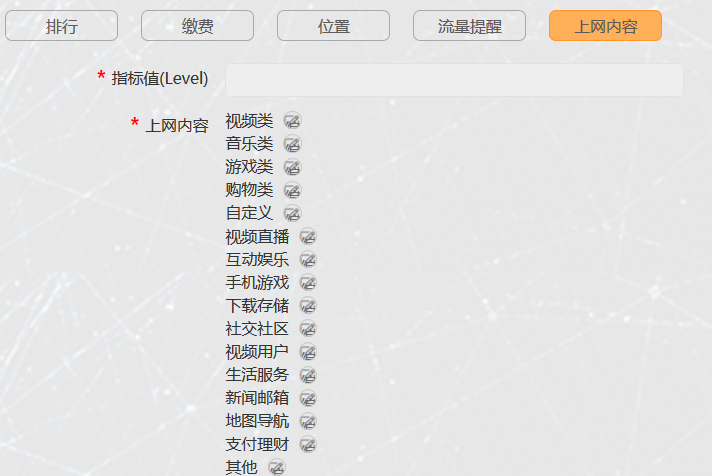 排行 缴费 位置 流量提醒 上网内容
* 指标值(Level)
* 上网内容 视频类
音乐类
游戏类
购物类
自定义
视频直播
互动娱乐
手机游戏
下载存储
社交社区
视频用户
生活服务
新闻邮箱
地图导航
支付理财
其他